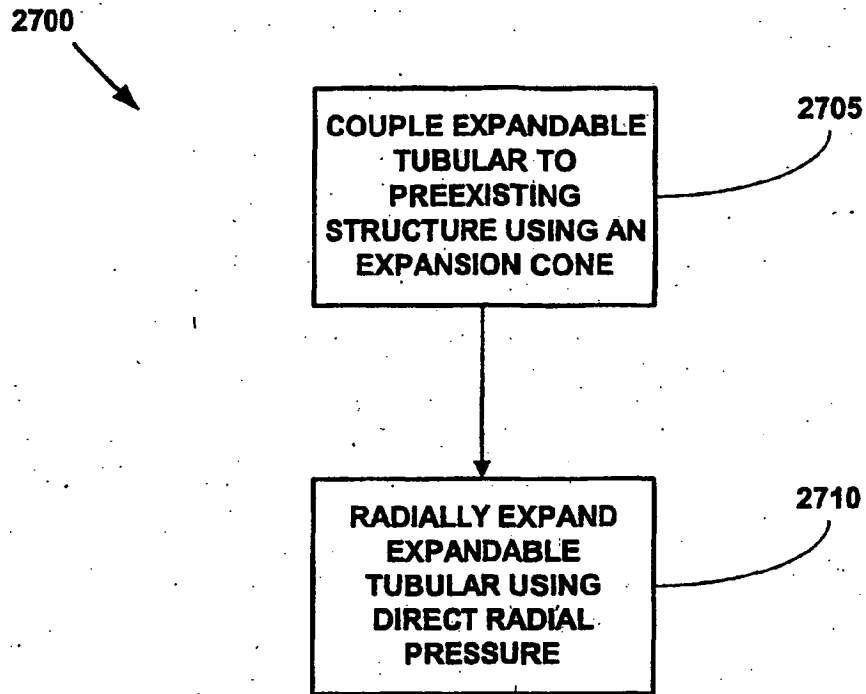 2700
COUPLE EXPANDABLE
TUBULAR TO
PREEXISTING
STRUCTURE USING AN
EXPANSION CONE
2705
RADIALLY EXPAND
EXPANDABLE
TUBULAR USING
DIRECT RADIAL
PRESSURE
2710